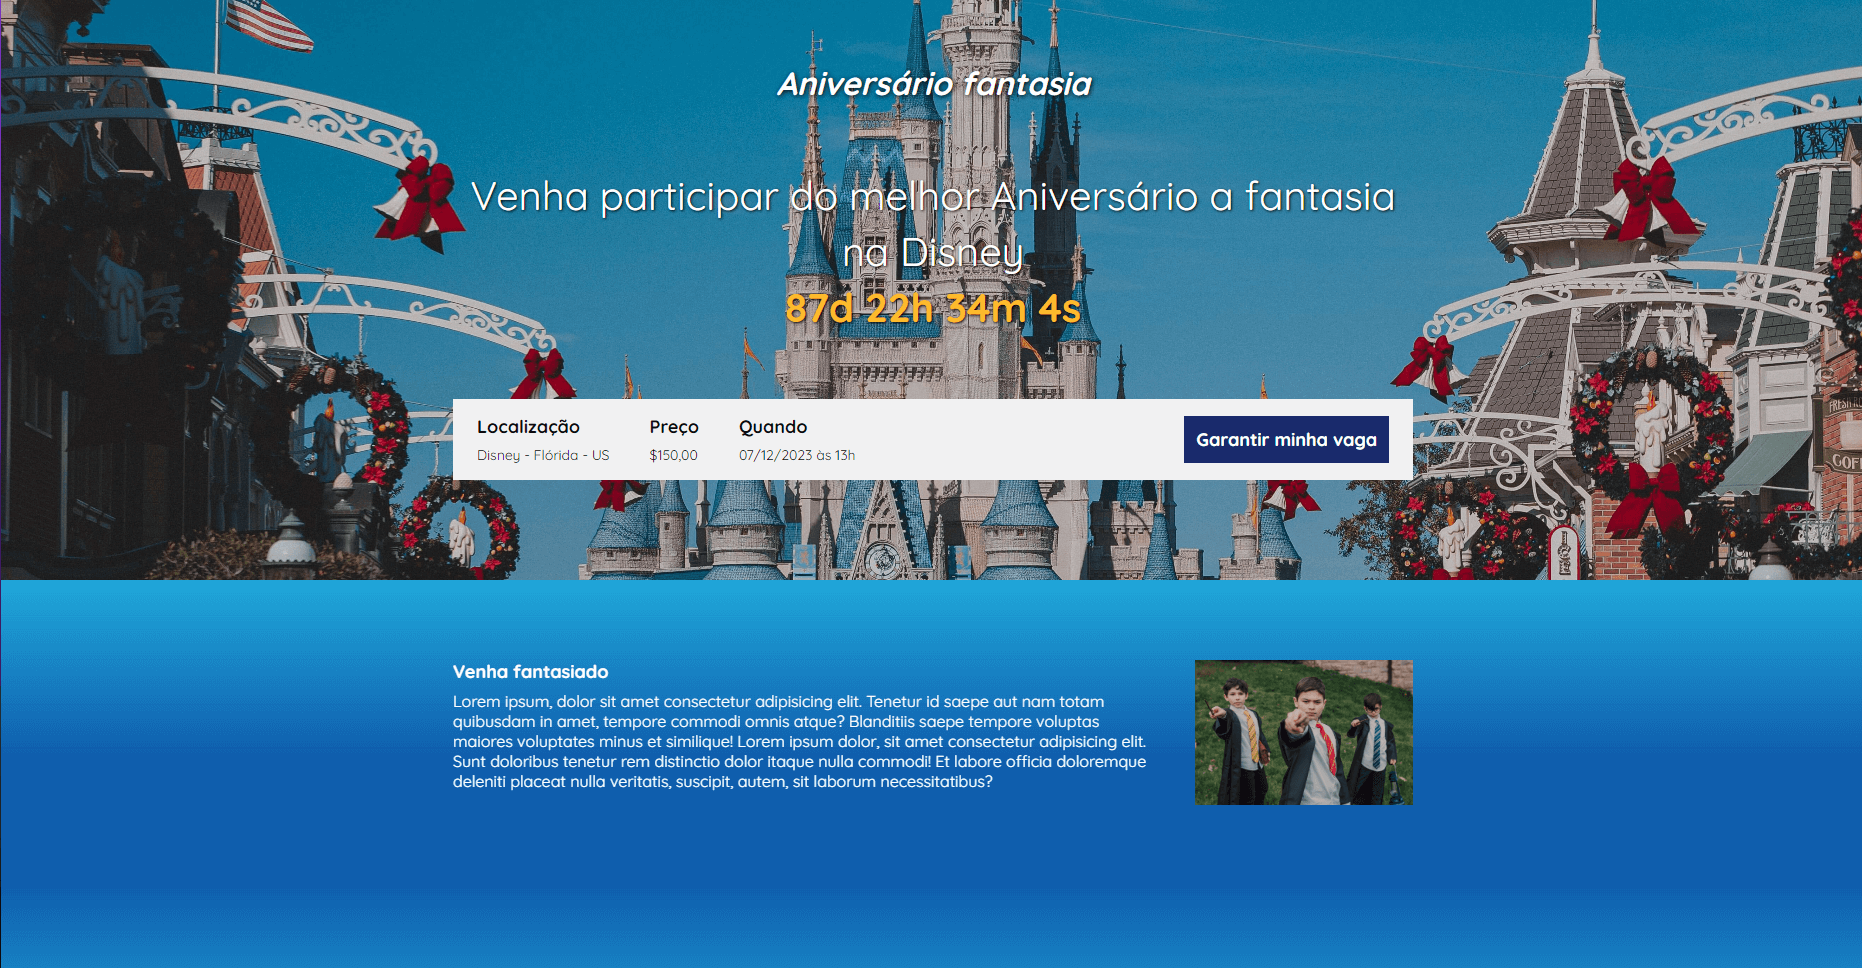 Aniversário fantasia
Venha participar do melhor Aniversário a fantasia
na Disney
87d 22h 34m 4s
Localização
Disney - Flórida - US
Preço
$150,00
Quando
07/12/2023 às 13h
Garantir minha vaga
Venha fantasiado
Lorem ipsum, dolor sit amet consectetur adipisicing elit. Tenetur id saepe aut nam totam
quibusdam in amet, tempore commodi omnis atque? Blanditiis saepe tempore voluptas
maiores voluptates minus et similique! Lorem ipsum dolor, sit amet consectetur adipisicing elit.
Sunt doloribus tenetur rem distinctio dolor itaque nulla commodi! Et labore officia doloremque
deleniti placeat nulla veritatis, suscipit, autem, sit laborum necessitatibus?